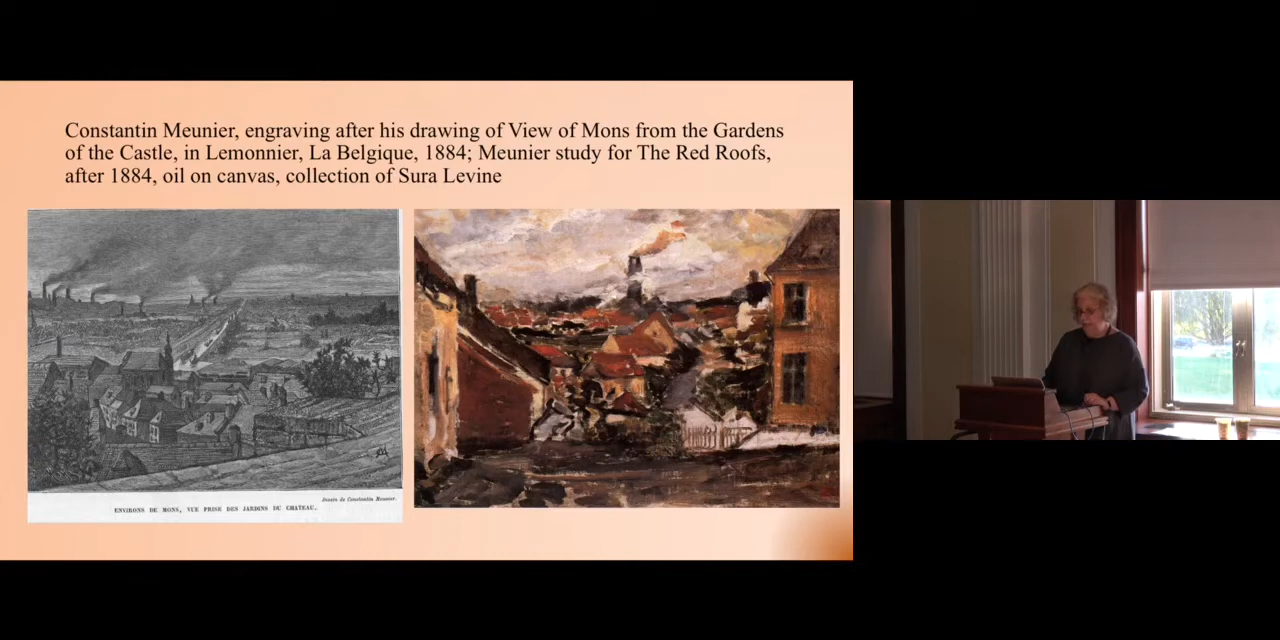 Constantin Meunier, engraving after his drawing of View of Mons from the Gardens
of the Castle, in Lemonnier, La Belgique, 1884; Meunier study for The Red Roofs,
after 1884, oil on canvas, collection of Sura Levine
Dessin de Constantin Meunier.
ENVIRONS DE MONS, VUE PRISE DES JARDINS DU CHATEAU.